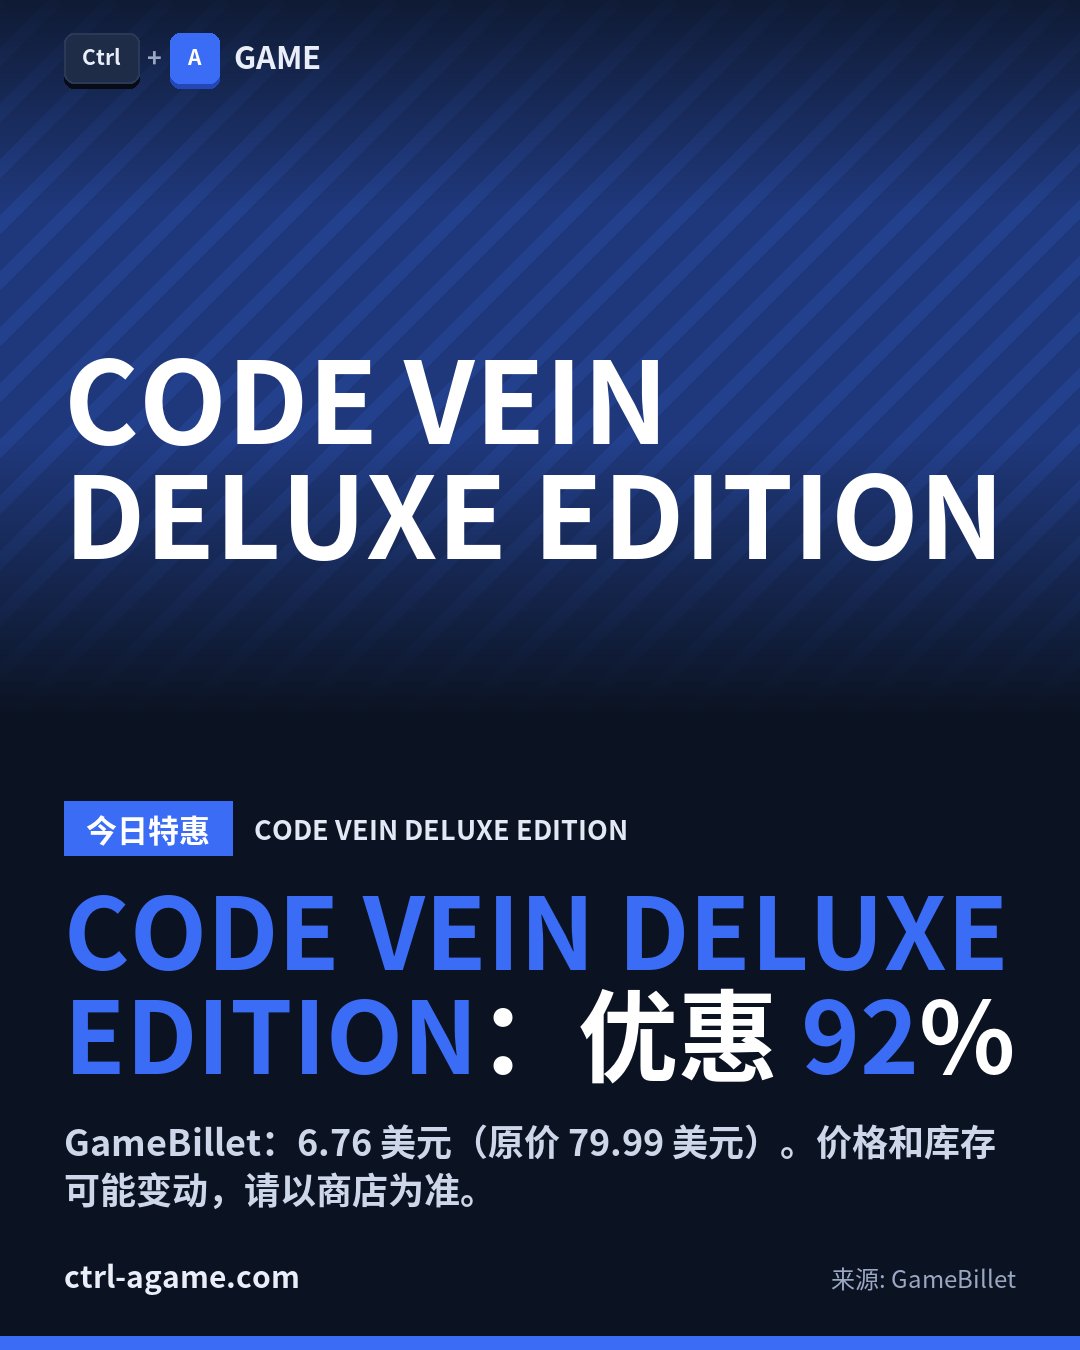 Ctrl + A GAME
CODE VEIN
DELUXE EDITION
今日特惠 CODE VEIN DELUXE EDITION
CODE VEIN DELUXE
EDITION：优惠 92%
GameBillet：6.76 美元（原价 79.99 美元）。价格和库存
可能变动，请以商店为准。
ctrl-agame.com 来源: GameBillet